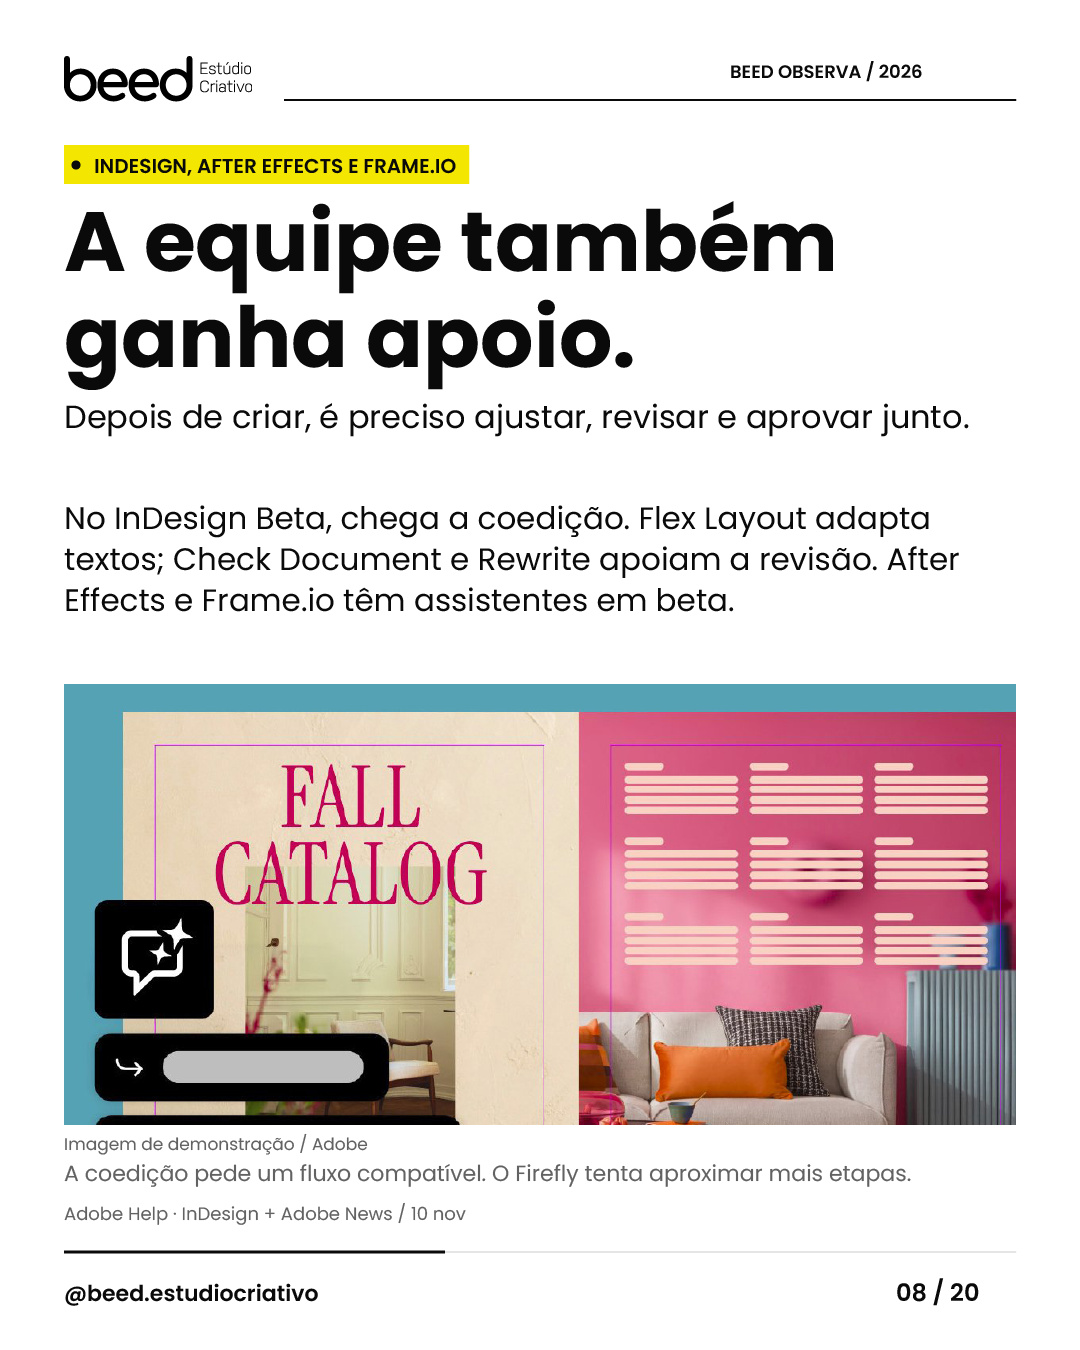 beed Estúdio Criativo
BEED OBSERVA / 2026
• INDESIGN, AFTER EFFECTS E FRAME.IO
A equipe também
ganha apoio.
Depois de criar, é preciso ajustar, revisar e aprovar junto.
No InDesign Beta, chega a coedição. Flex Layout adapta
textos; Check Document e Rewrite apoiam a revisão. After
Effects e Frame.io têm assistentes em beta.
FALL
CATALOG
Imagem de demonstração / Adobe
A coedição pede um fluxo compatível. O Firefly tenta aproximar mais etapas.
Adobe Help · InDesign + Adobe News / 10 nov
@beed.estudiocriativo
08 / 20